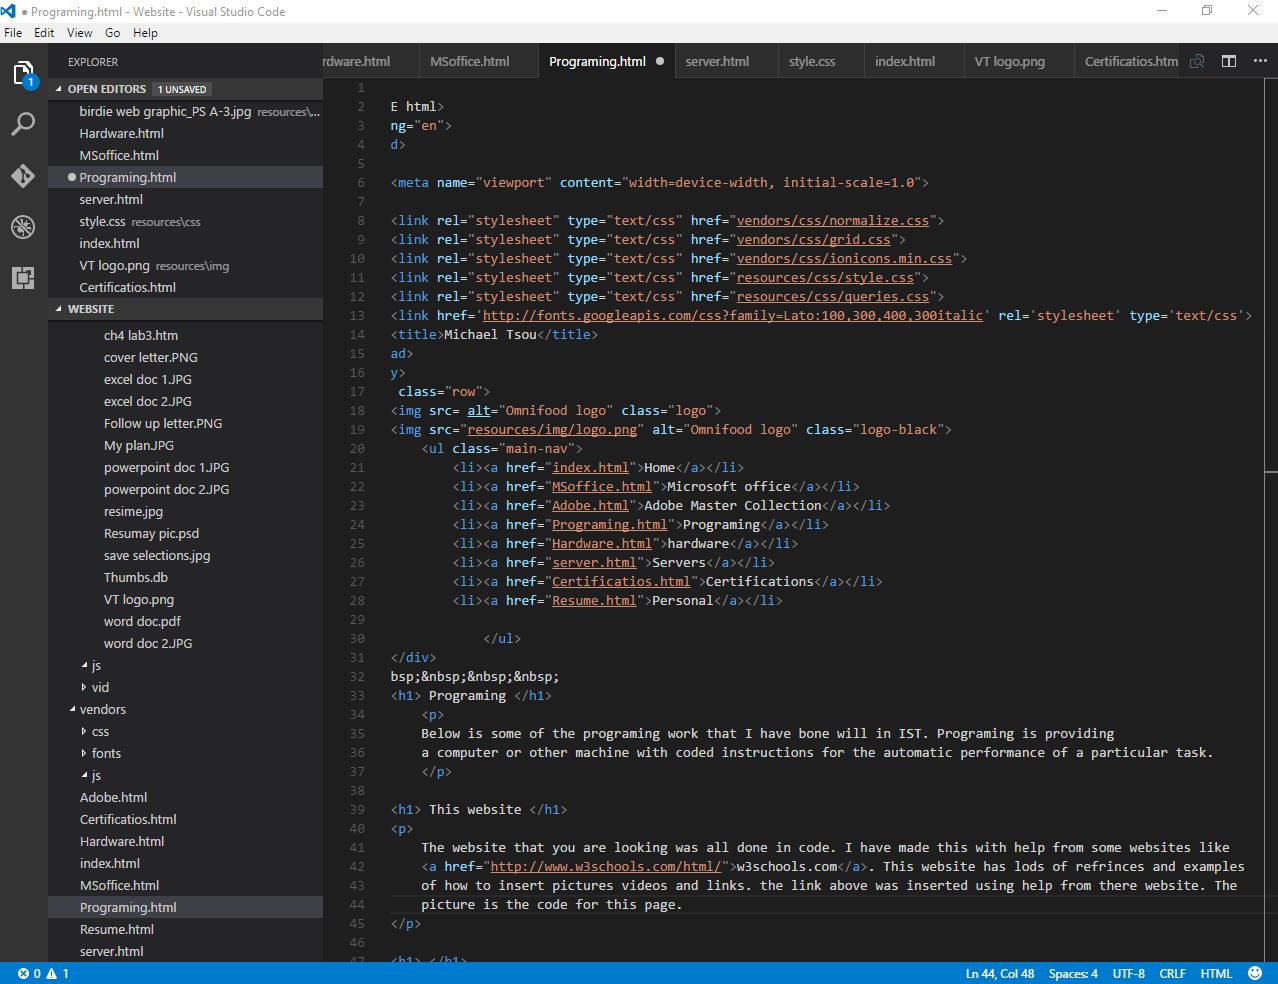 ● Programing.html - Website - Visual Studio Code
File Edit View Go Help
EXPLORER
OPEN EDITORS 1 UNSAVED
birdie web graphic_PS A-3.jpg resources\...
Hardware.html
MSoffice.html
Programing.html
server.html
style.css resources\css
index.html
VT logo.png resources\img
Certificatios.html
WEBSITE
ch4 lab3.htm
cover letter.PNG
excel doc 1.JPG
excel doc 2.JPG
Follow up letter.PNG
My plan.JPG
powerpoint doc 1.JPG
powerpoint doc 2.JPG
resime.jpg
Resumay pic.psd
save selections.jpg
Thumbs.db
VT logo.png
word doc.pdf
word doc 2.JPG
js
vid
vendors
css
fonts
js
Adobe.html
Certificatios.html
Hardware.html
index.html
MSoffice.html
Programing.html
Resume.html
server.html
1
rdware.html MSoffice.html Programing.html server.html style.css index.html VT logo.png Certificatios.htm
1
2 E html>
3 ng="en">
4 d>
5
6 <meta name="viewport" content="width=device-width, initial-scale=1.0">
7
8 <link rel="stylesheet" type="text/css" href="vendors/css/normalize.css">
9 <link rel="stylesheet" type="text/css" href="vendors/css/grid.css">
10 <link rel="stylesheet" type="text/css" href="vendors/css/ionicons.min.css">
11 <link rel="stylesheet" type="text/css" href="resources/css/style.css">
12 <link rel="stylesheet" type="text/css" href="resources/css/queries.css">
13 <link href='http://fonts.googleapis.com/css?family=Lato:100,300,400,300italic' rel='stylesheet' type='text/css'>
14 <title>Michael Tsou</title>
15 ad>
16 y>
17 class="row">
18 <img src= alt="Omnifood logo" class="logo">
19 <img src="resources/img/logo.png" alt="Omnifood logo" class="logo-black">
20 <ul class="main-nav">
21 <li><a href="index.html">Home</a></li>
22 <li><a href="MSoffice.html">Microsoft office</a></li>
23 <li><a href="Adobe.html">Adobe Master Collection</a></li>
24 <li><a href="Programing.html">Programing</a></li>
25 <li><a href="Hardware.html">hardware</a></li>
26 <li><a href="server.html">Servers</a></li>
27 <li><a href="Certificatios.html">Certifications</a></li>
28 <li><a href="Resume.html">Personal</a></li>
29
30 </ul>
31 </div>
32 bsp;&nbsp;&nbsp;&nbsp;
33 <h1> Programing </h1>
34 <p>
35 Below is some of the programing work that I have bone will in IST. Programing is providing
36 a computer or other machine with coded instructions for the automatic performance of a particular task.
37 </p>
38
39 <h1> This website </h1>
40 <p>
41 The website that you are looking was all done in code. I have made this with help from some websites like
42 <a href="http://www.w3schools.com/html/">w3schools.com</a>. This website has lods of refrinces and examples
43 of how to insert pictures videos and links. the link above was inserted using help from there website. The
44 picture is the code for this page.
45 </p>
46
47 <h1> </h1>
0 1 Ln 44, Col 48 Spaces: 4 UTF-8 CRLF HTML